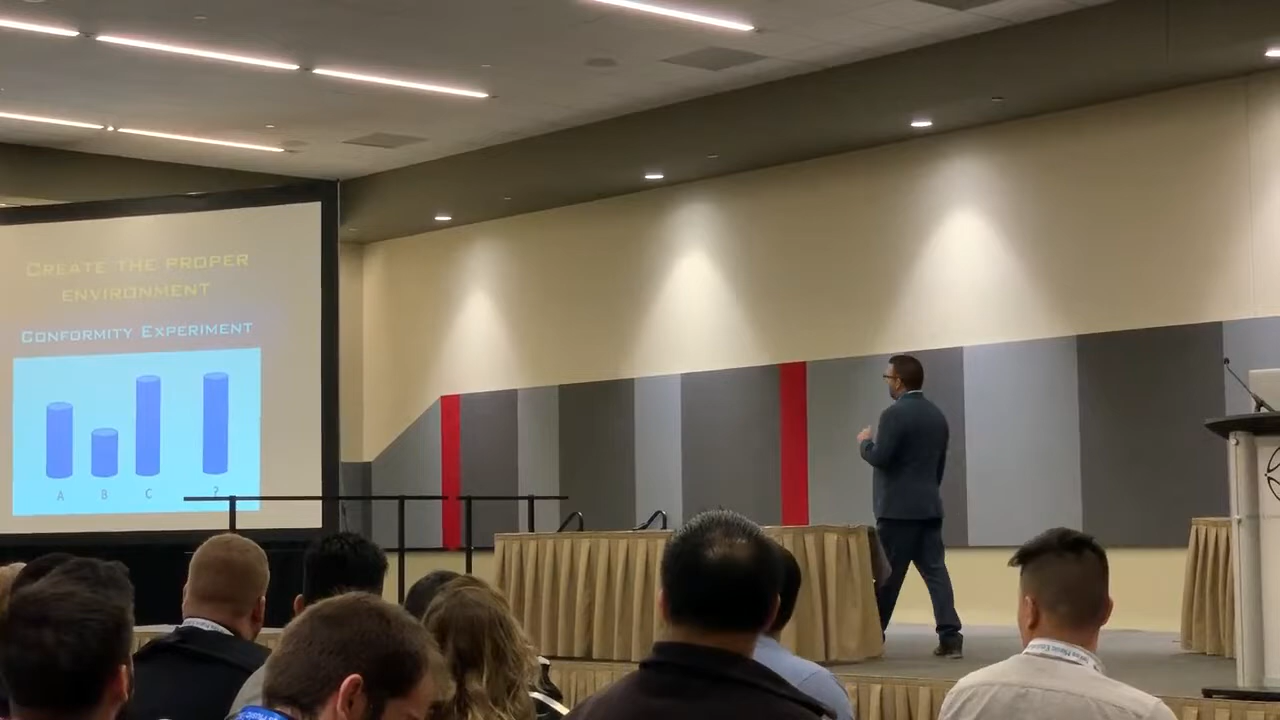 CREATE THE PROPER
ENVIRONMENT
CONFORMITY EXPERIMENT
A B C ?